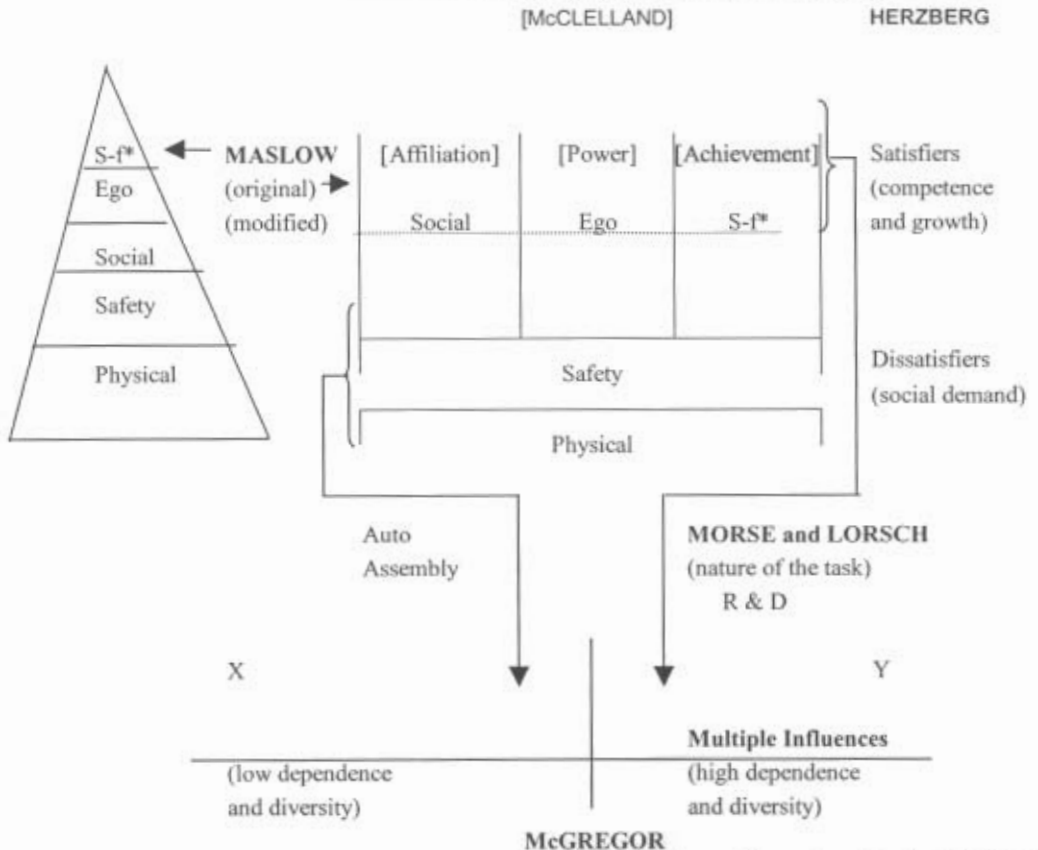 [McCLELLAND] HERZBERG
S-f* MASLOW [Affiliation] [Power] [Achievement] Satisfiers
Ego (original) (competence
(modified) Social Ego S-f* and growth)
Social
Safety
Physical Safety Dissatisfiers
(social demand)
Physical
Auto MORSE and LORSCH
Assembly (nature of the task)
R & D
X Y
Multiple Influences
(low dependence (high dependence
and diversity) and diversity)
McGREGOR